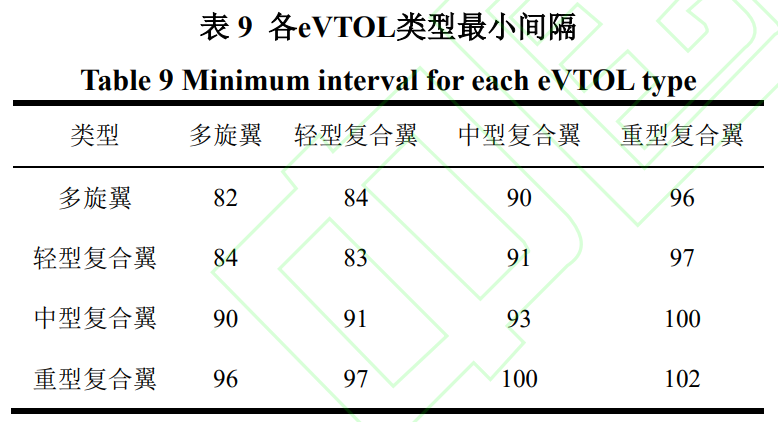 表 9 各eVTOL类型最小间隔
Table 9 Minimum interval for each eVTOL type
类型 多旋翼 轻型复合翼 中型复合翼 重型复合翼
多旋翼 82 84 90 96
轻型复合翼 84 83 91 97
中型复合翼 90 91 93 100
重型复合翼 96 97 100 102